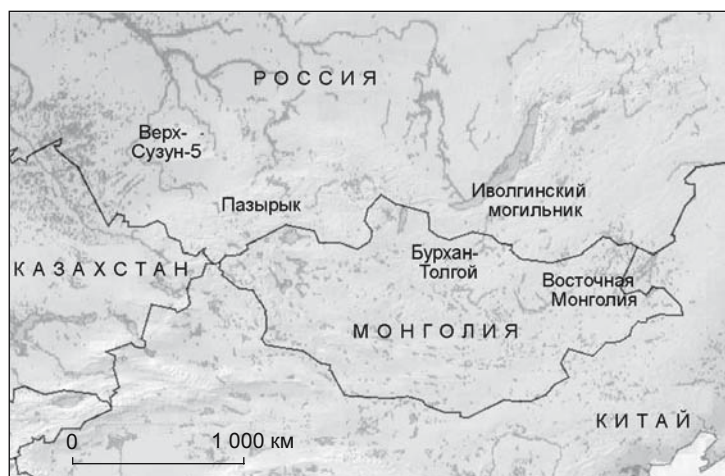 РОССИЯ
Верх-
Сузун-5
Пазырык
Иволгинский
могильник
Бурхан-
Толгой
КАЗАХСТАН
Восточная
Монголия
МОНГОЛИЯ
КИТАЙ
0 1 000 км